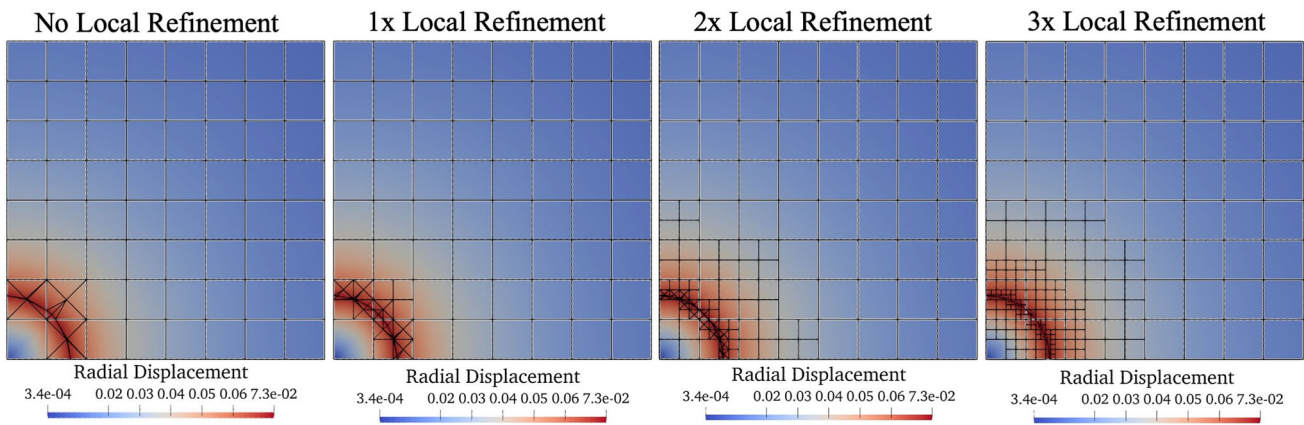 No Local Refinement
1x Local Refinement
2x Local Refinement
3x Local Refinement
Radial Displacement
3.4e-04 0.02 0.03 0.04 0.05 0.06 7.3e-02
Radial Displacement
3.4e-04 0.02 0.03 0.04 0.05 0.06 7.3e-02
Radial Displacement
3.4e-04 0.02 0.03 0.04 0.05 0.06 7.3e-02
Radial Displacement
3.4e-04 0.02 0.03 0.04 0.05 0.06 7.3e-02